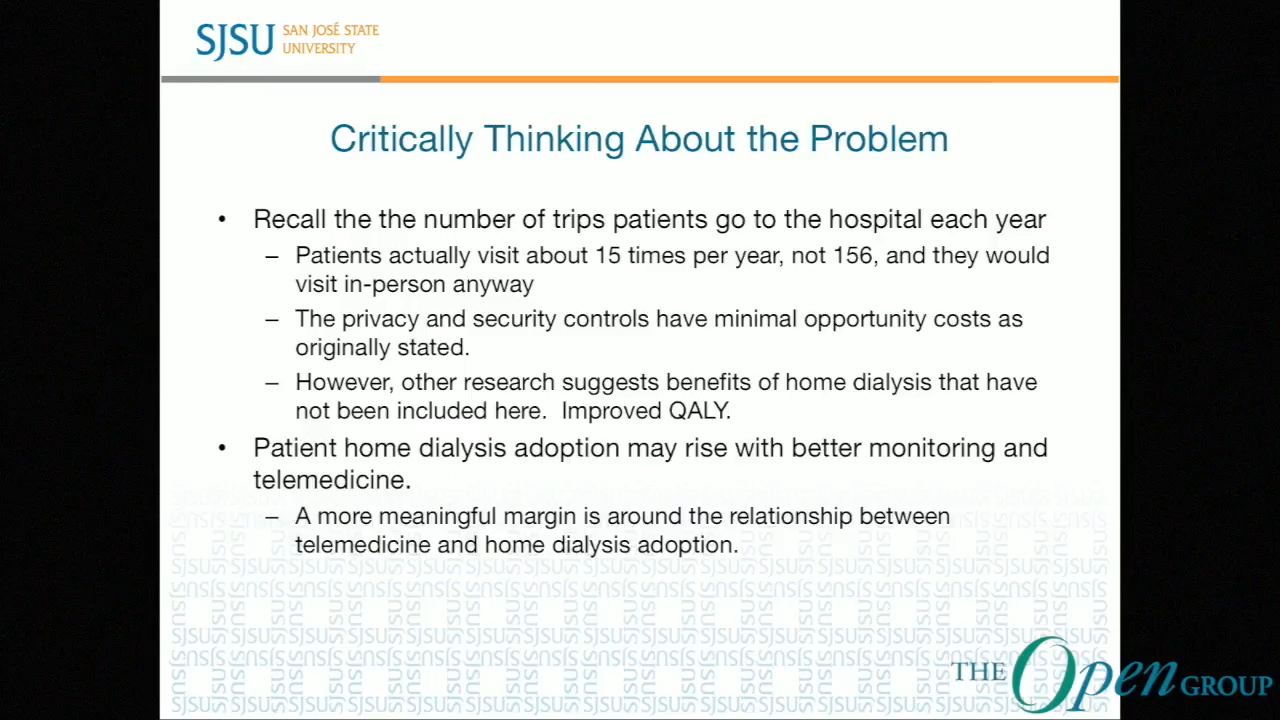 SJSU SAN JOSÉ STATE
UNIVERSITY
Critically Thinking About the Problem
• Recall the the number of trips patients go to the hospital each year
– Patients actually visit about 15 times per year, not 156, and they would
visit in-person anyway
– The privacy and security controls have minimal opportunity costs as
originally stated.
– However, other research suggests benefits of home dialysis that have
not been included here. Improved QALY.
• Patient home dialysis adoption may rise with better monitoring and
telemedicine.
– A more meaningful margin is around the relationship between
telemedicine and home dialysis adoption.
THE Open GROUP